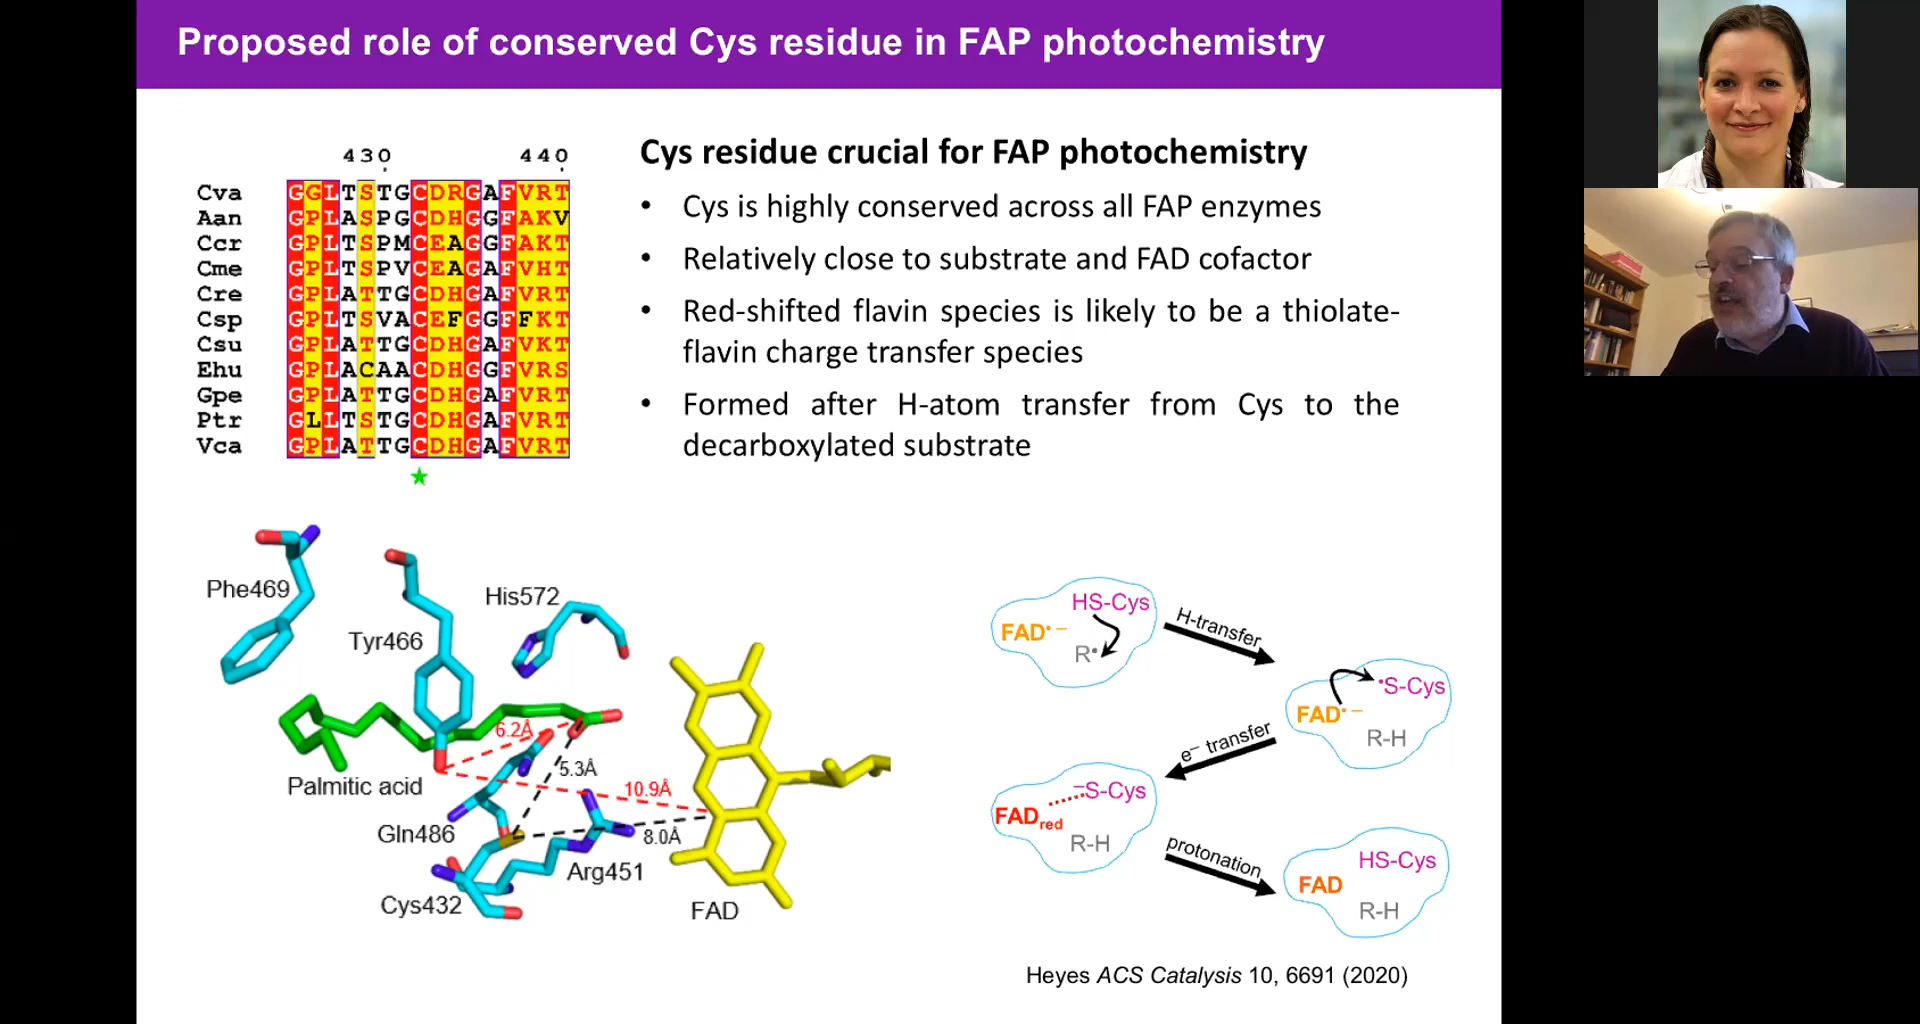 Proposed role of conserved Cys residue in FAP photochemistry
430 440
Cva GGLTSTGCDRGAFVRT
Aan GPLASPGCDHGGFAKV
Ccr GPLTSPMCEAGGFAKT
Cme GPLTSPVCEAGAFVHT
Cre GPLATTGCDHGAFVRT
Csp GPLTSVACEFGGFFKT
Csu GPLATTGCDHGAFVKT
Ehu GPLACAACDHGGFVRS
Gpe GPLATTGCDHGAFVRT
Ptr GLLTSTGCDHGAFVRT
Vca GPLATTGCDHGAFVRT
Cys residue crucial for FAP photochemistry
• Cys is highly conserved across all FAP enzymes
• Relatively close to substrate and FAD cofactor
• Red-shifted flavin species is likely to be a thiolate-
flavin charge transfer species
• Formed after H-atom transfer from Cys to the
decarboxylated substrate
Phe469
Tyr466
His572
6.2Å
5.3Å
Palmitic acid
10.9Å
Gln486
8.0Å
Arg451
Cys432
FAD
HS-Cys
FAD•−
R•
H-transfer
•S-Cys
FAD•−
R-H
e− transfer
−S-Cys
FADred
R-H
protonation
HS-Cys
FAD
R-H
Heyes ACS Catalysis 10, 6691 (2020)